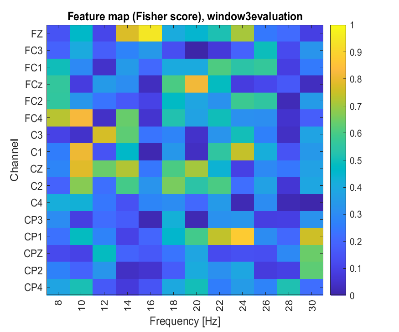 Feature map (Fisher score), window3evaluation
FZ
FC3
FC1
FCz
FC2
FC4
C3
C1
CZ
C2
C4
CP3
CP1
CPZ
CP2
CP4
Channel
8 10 12 14 16 18 20 22 24 26 28 30
Frequency [Hz]
1
0.9
0.8
0.7
0.6
0.5
0.4
0.3
0.2
0.1
0